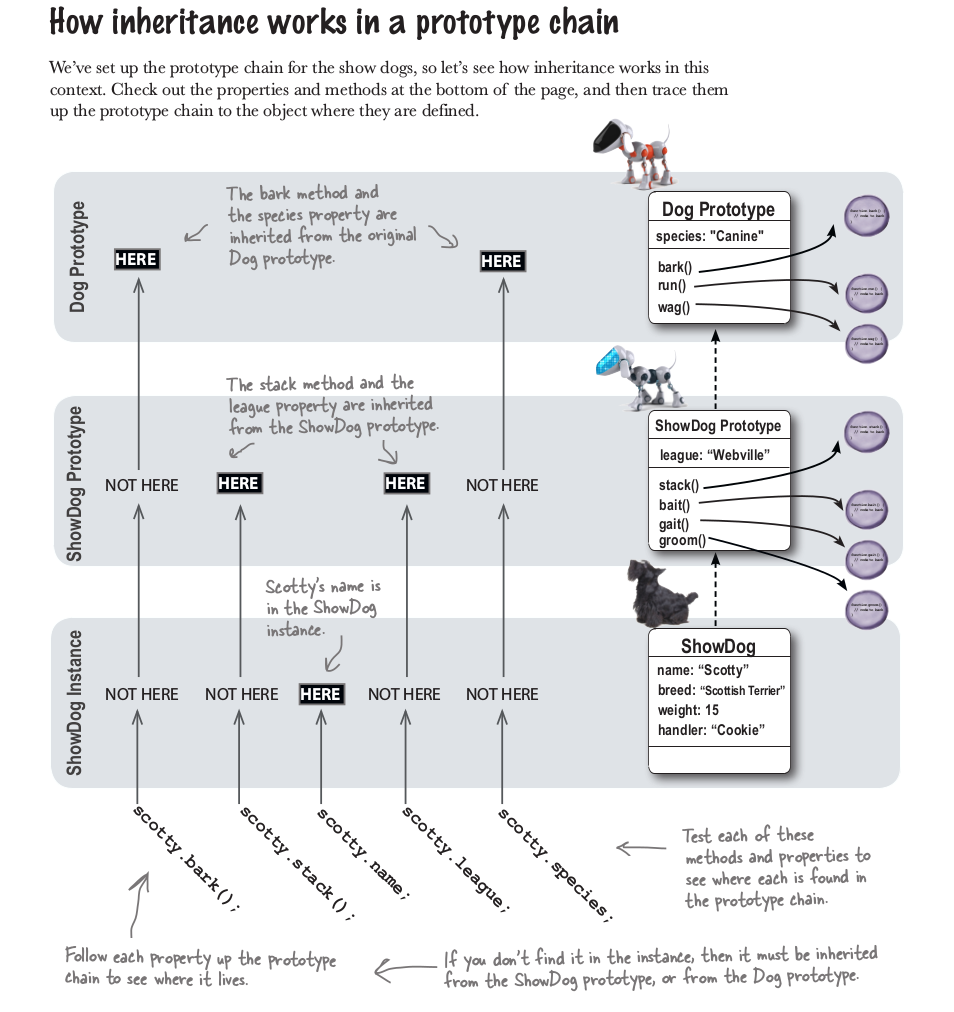 How inheritance works in a prototype chain
We've set up the prototype chain for the show dogs, so let's see how inheritance works in this
context. Check out the properties and methods at the bottom of the page, and then trace them
up the prototype chain to the object where they are defined.
Dog Prototype
The bark method and
the species property are
inherited from the original
Dog prototype.
HERE
HERE
Dog Prototype
species: "Canine"
bark()
run()
wag()
ShowDog Prototype
The stack method and the
league property are inherited
from the ShowDog prototype.
NOT HERE
HERE
HERE
NOT HERE
ShowDog Prototype
league: “Webville”
stack()
bait()
gait()
groom()
ShowDog Instance
Scotty's name is
in the ShowDog
instance.
NOT HERE
NOT HERE
HERE
NOT HERE
NOT HERE
ShowDog
name: “Scotty”
breed: “Scottish Terrier”
weight: 15
handler: “Cookie”
scotty.bark();
scotty.stack();
scotty.name;
scotty.league;
scotty.species;
Test each of these
methods and properties to
see where each is found in
the prototype chain.
Follow each property up the prototype
chain to see where it lives.
If you don't find it in the instance, then it must be inherited
from the ShowDog prototype, or from the Dog prototype.